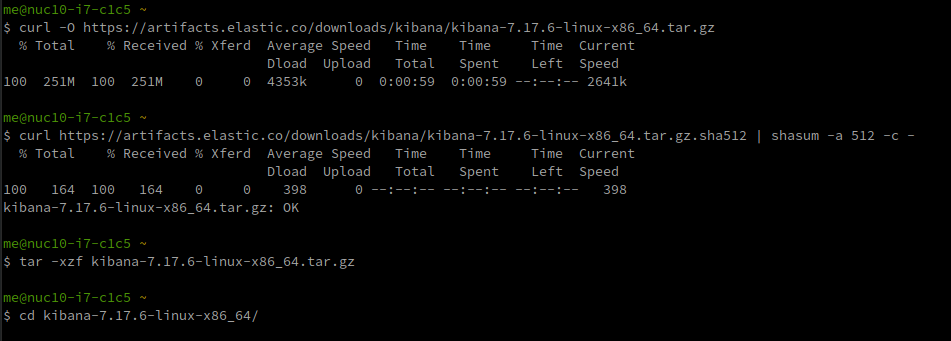 me@nuc10-i7-c1c5 ~
$ curl -O https://artifacts.elastic.co/downloads/kibana/kibana-7.17.6-linux-x86_64.tar.gz
  % Total    % Received % Xferd  Average Speed   Time    Time     Time  Current
                                 Dload  Upload   Total   Spent    Left  Speed
100  251M  100  251M    0     0  4353k      0  0:00:59  0:00:59 --:--:-- 2641k
me@nuc10-i7-c1c5 ~
$ curl https://artifacts.elastic.co/downloads/kibana/kibana-7.17.6-linux-x86_64.tar.gz.sha512 | shasum -a 512 -c -
  % Total    % Received % Xferd  Average Speed   Time    Time     Time  Current
                                 Dload  Upload   Total   Spent    Left  Speed
100   164  100   164    0     0    398      0 --:--:-- --:--:-- --:--:--   398
kibana-7.17.6-linux-x86_64.tar.gz: OK
me@nuc10-i7-c1c5 ~
$ tar -xzf kibana-7.17.6-linux-x86_64.tar.gz
me@nuc10-i7-c1c5 ~
$ cd kibana-7.17.6-linux-x86_64/